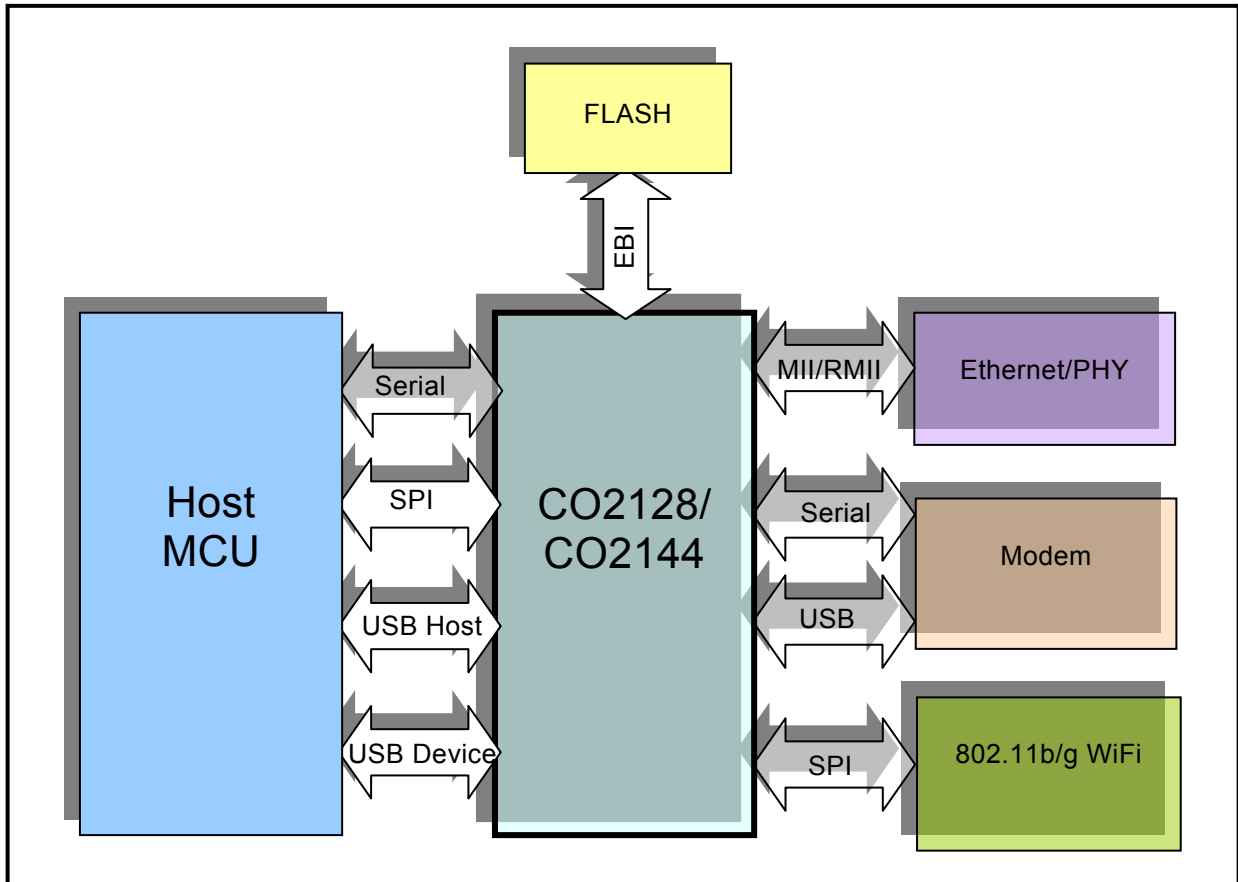 FLASH
EBI
Host
MCU
Serial
SPI
USB Host
USB Device
CO2128/
CO2144
MII/RMII
Serial
USB
SPI
Ethernet/PHY
Modem
802.11b/g WiFi